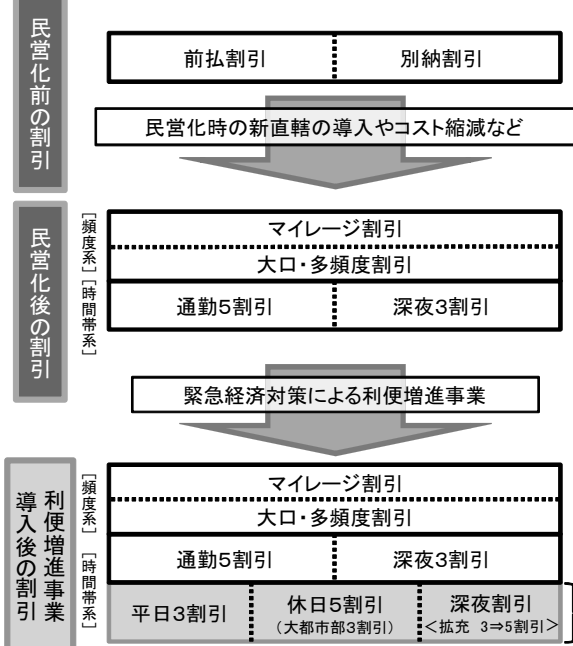 民営化前の割引
前払割引
別納割引
民営化時の新直轄の導入やコスト縮減など
民営化後の割引
[頻度系]
マイレージ割引
大口・多頻度割引
[時間帯系]
通勤5割引
深夜3割引
緊急経済対策による利便増進事業
利便増進事業
導入後の割引
[頻度系]
マイレージ割引
大口・多頻度割引
[時間帯系]
通勤5割引
深夜3割引
平日3割引
休日5割引
(大都市部3割引)
深夜割引
<拡充 3⇒5割引>